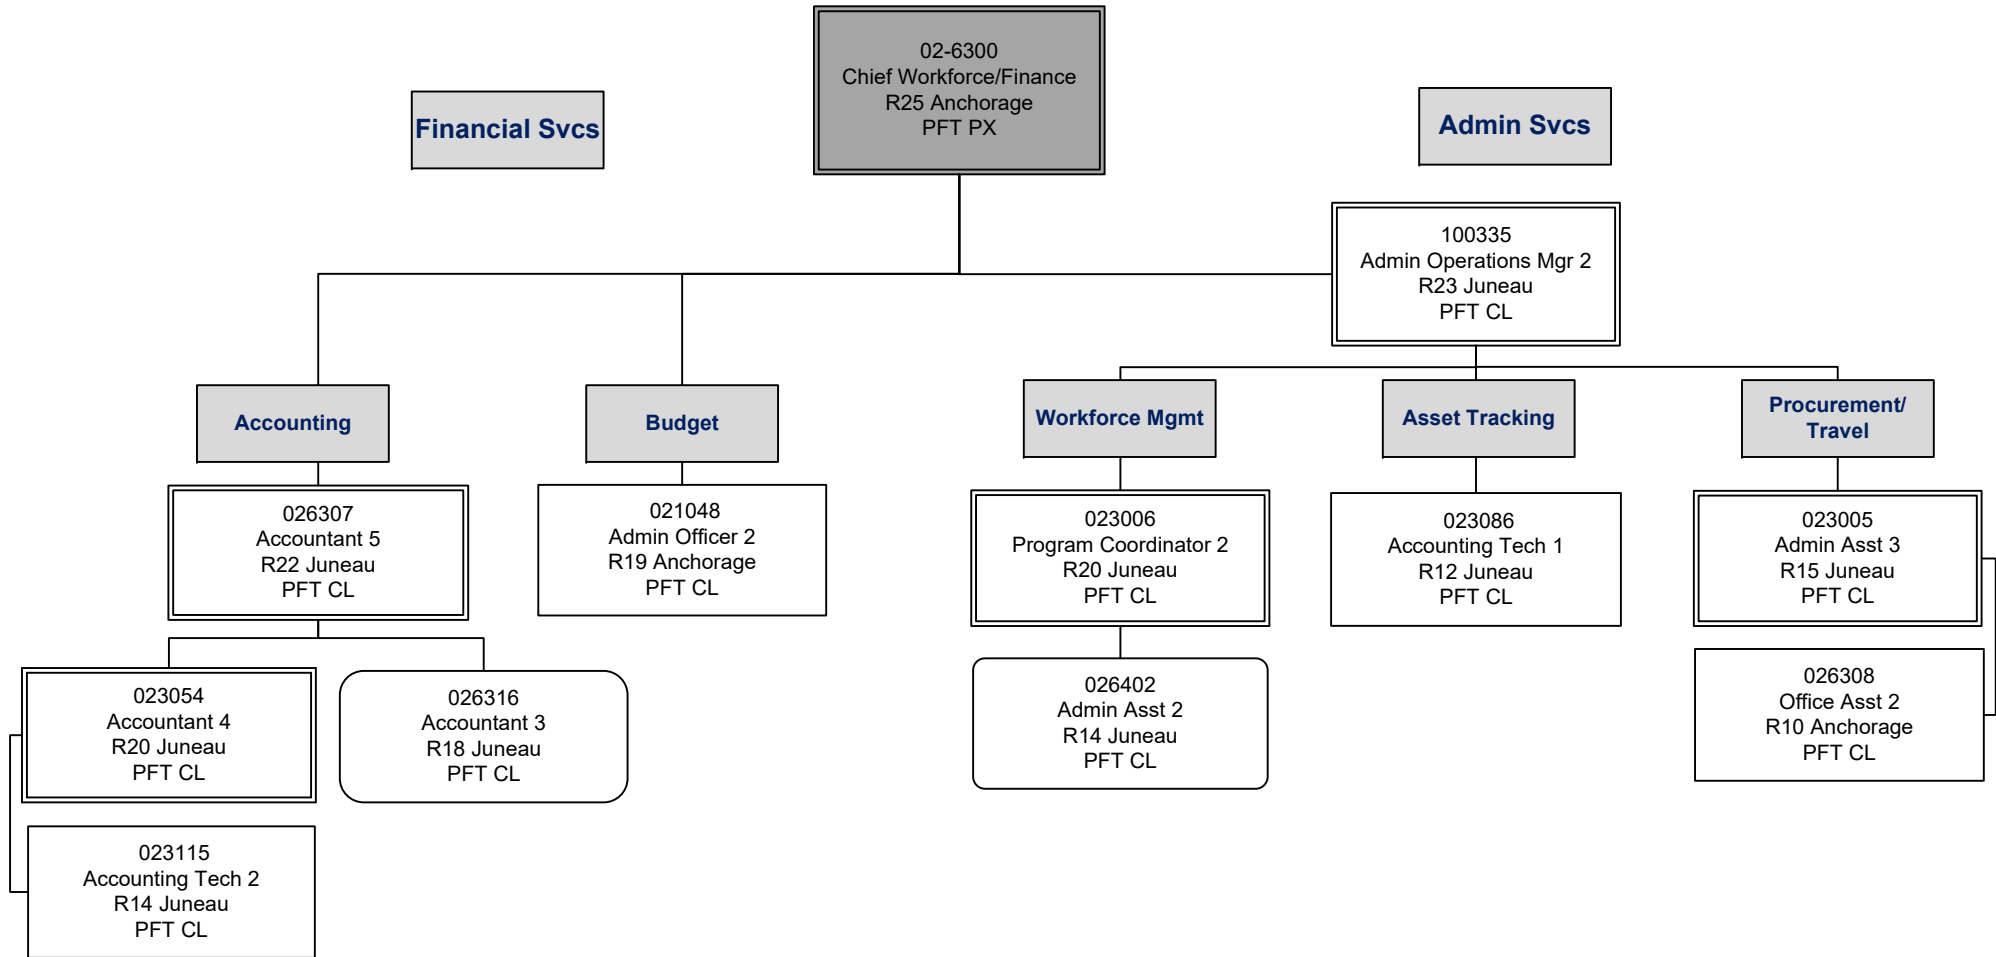 02-6300
Chief Workforce/Finance
R25 Anchorage
PFT PX
Financial Svcs
Admin Svcs
100335
Admin Operations Mgr 2
R23 Juneau
PFT CL
Accounting
Budget
Workforce Mgmt
Asset Tracking
Procurement/
Travel
026307
Accountant 5
R22 Juneau
PFT CL
021048
Admin Officer 2
R19 Anchorage
PFT CL
023006
Program Coordinator 2
R20 Juneau
PFT CL
023086
Accounting Tech 1
R12 Juneau
PFT CL
023005
Admin Asst 3
R15 Juneau
PFT CL
023054
Accountant 4
R20 Juneau
PFT CL
026316
Accountant 3
R18 Juneau
PFT CL
026402
Admin Asst 2
R14 Juneau
PFT CL
026308
Office Asst 2
R10 Anchorage
PFT CL
023115
Accounting Tech 2
R14 Juneau
PFT CL